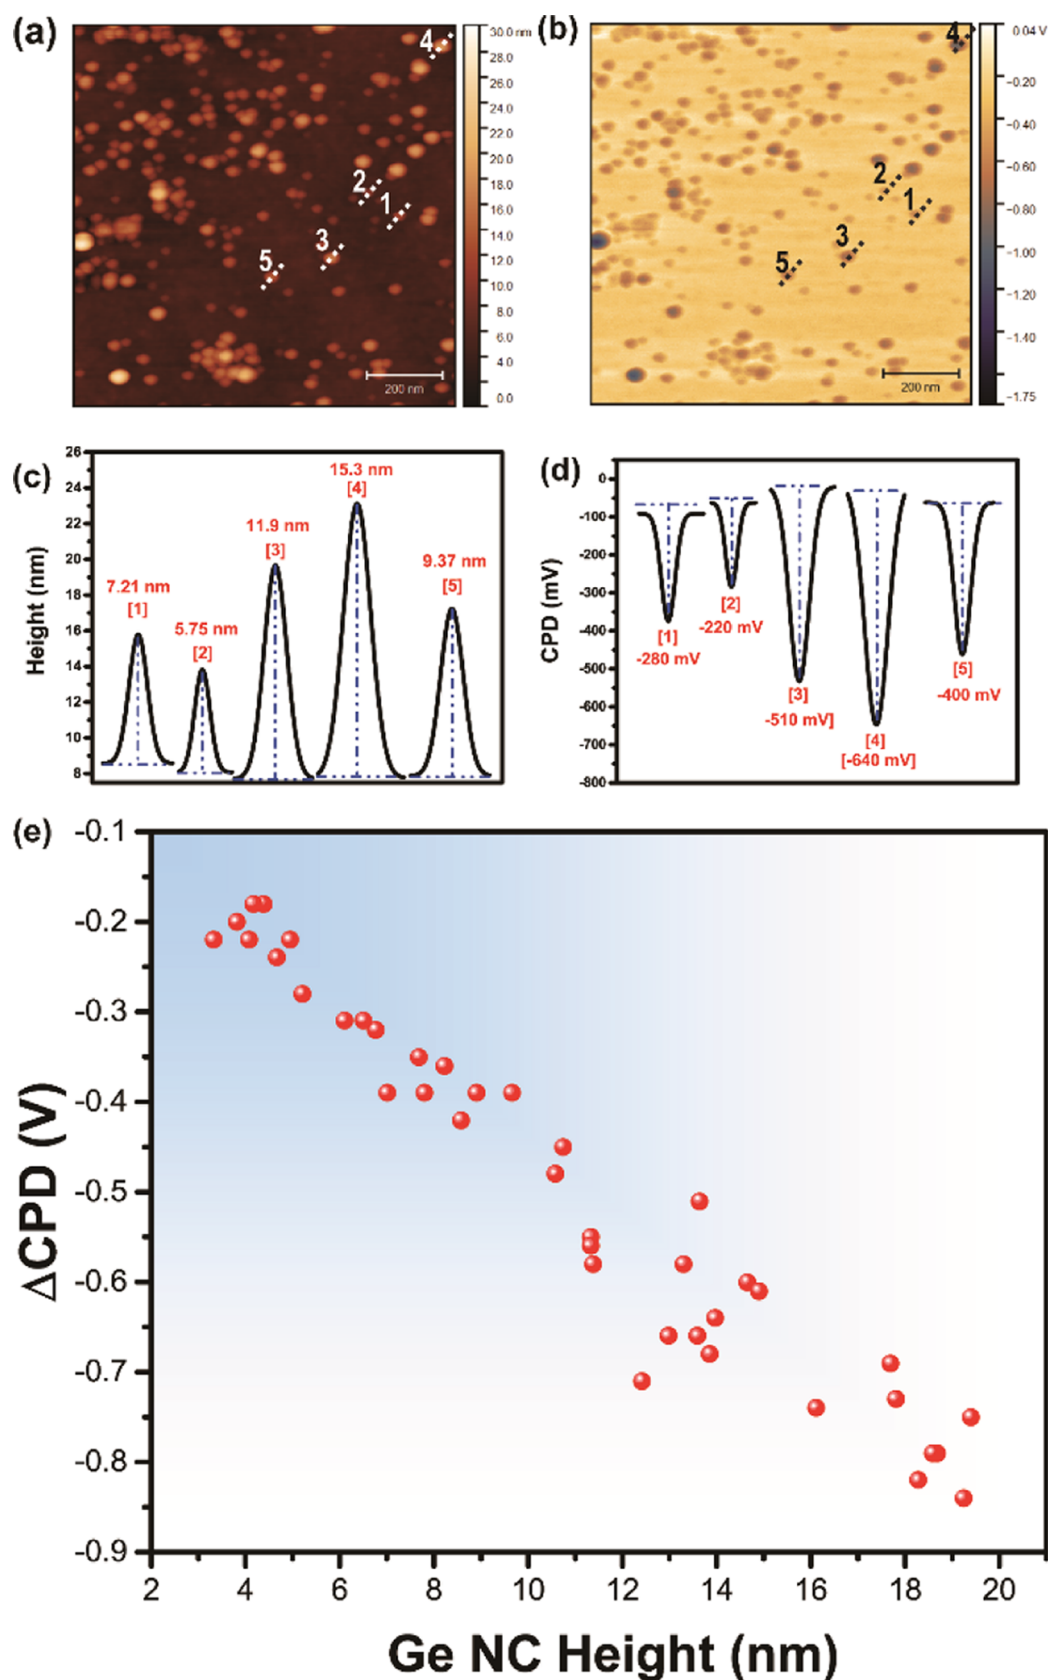 (a)
4
2
1
3
5
200 nm
30.0 nm
28.0
26.0
24.0
22.0
20.0
18.0
16.0
14.0
12.0
10.0
8.0
6.0
4.0
0.0
(b)
4
2
1
3
5
200 nm
0.04 V
-0.20
-0.40
-0.60
-0.80
-1.00
-1.20
-1.40
-1.75
(c)
Height (nm)
26
24
22
20
18
16
14
12
10
8
7.21 nm
[1]
5.75 nm
[2]
11.9 nm
[3]
15.3 nm
[4]
9.37 nm
[5]
(d)
CPD (mV)
0
-100
-200
-300
-400
-500
-600
-700
-800
[1]
-280 mV
[2]
-220 mV
[3]
-510 mV]
[4]
[-640 mV]
[5]
-400 mV
(e)
ΔCPD (V)
-0.1
-0.2
-0.3
-0.4
-0.5
-0.6
-0.7
-0.8
-0.9
2 4 6 8 10 12 14 16 18 20
Ge NC Height (nm)